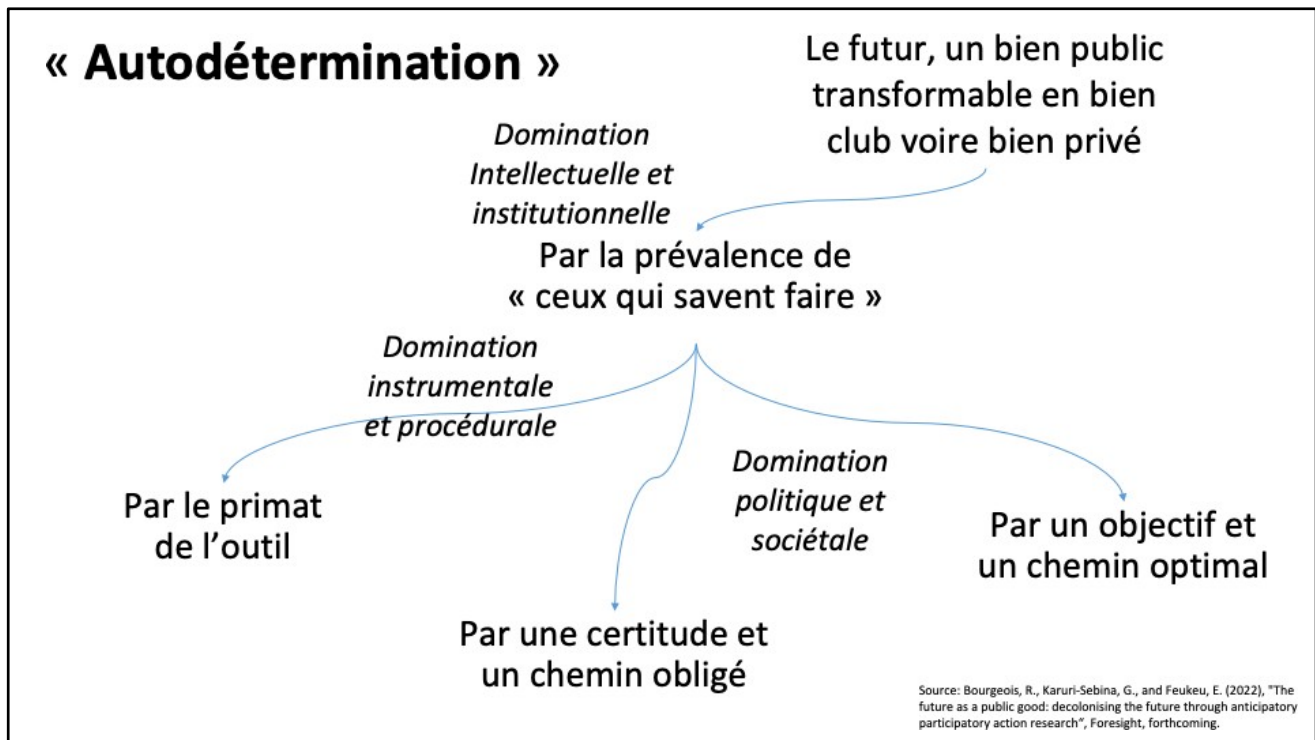 « Autodétermination »
Le futur, un bien public
transformable en bien
club voire bien privé
Domination
Intellectuelle et
institutionnelle
Par la prévalence de
« ceux qui savent faire »
Domination
instrumentale
et procédurale
Domination
politique et
sociétale
Par le primat
de l’outil
Par un objectif et
un chemin optimal
Par une certitude et
un chemin obligé
Source: Bourgeois, R., Karuri-Sebina, G., and Feukeu, E. (2022), "The
future as a public good: decolonising the future through anticipatory
participatory action research”, Foresight, forthcoming.